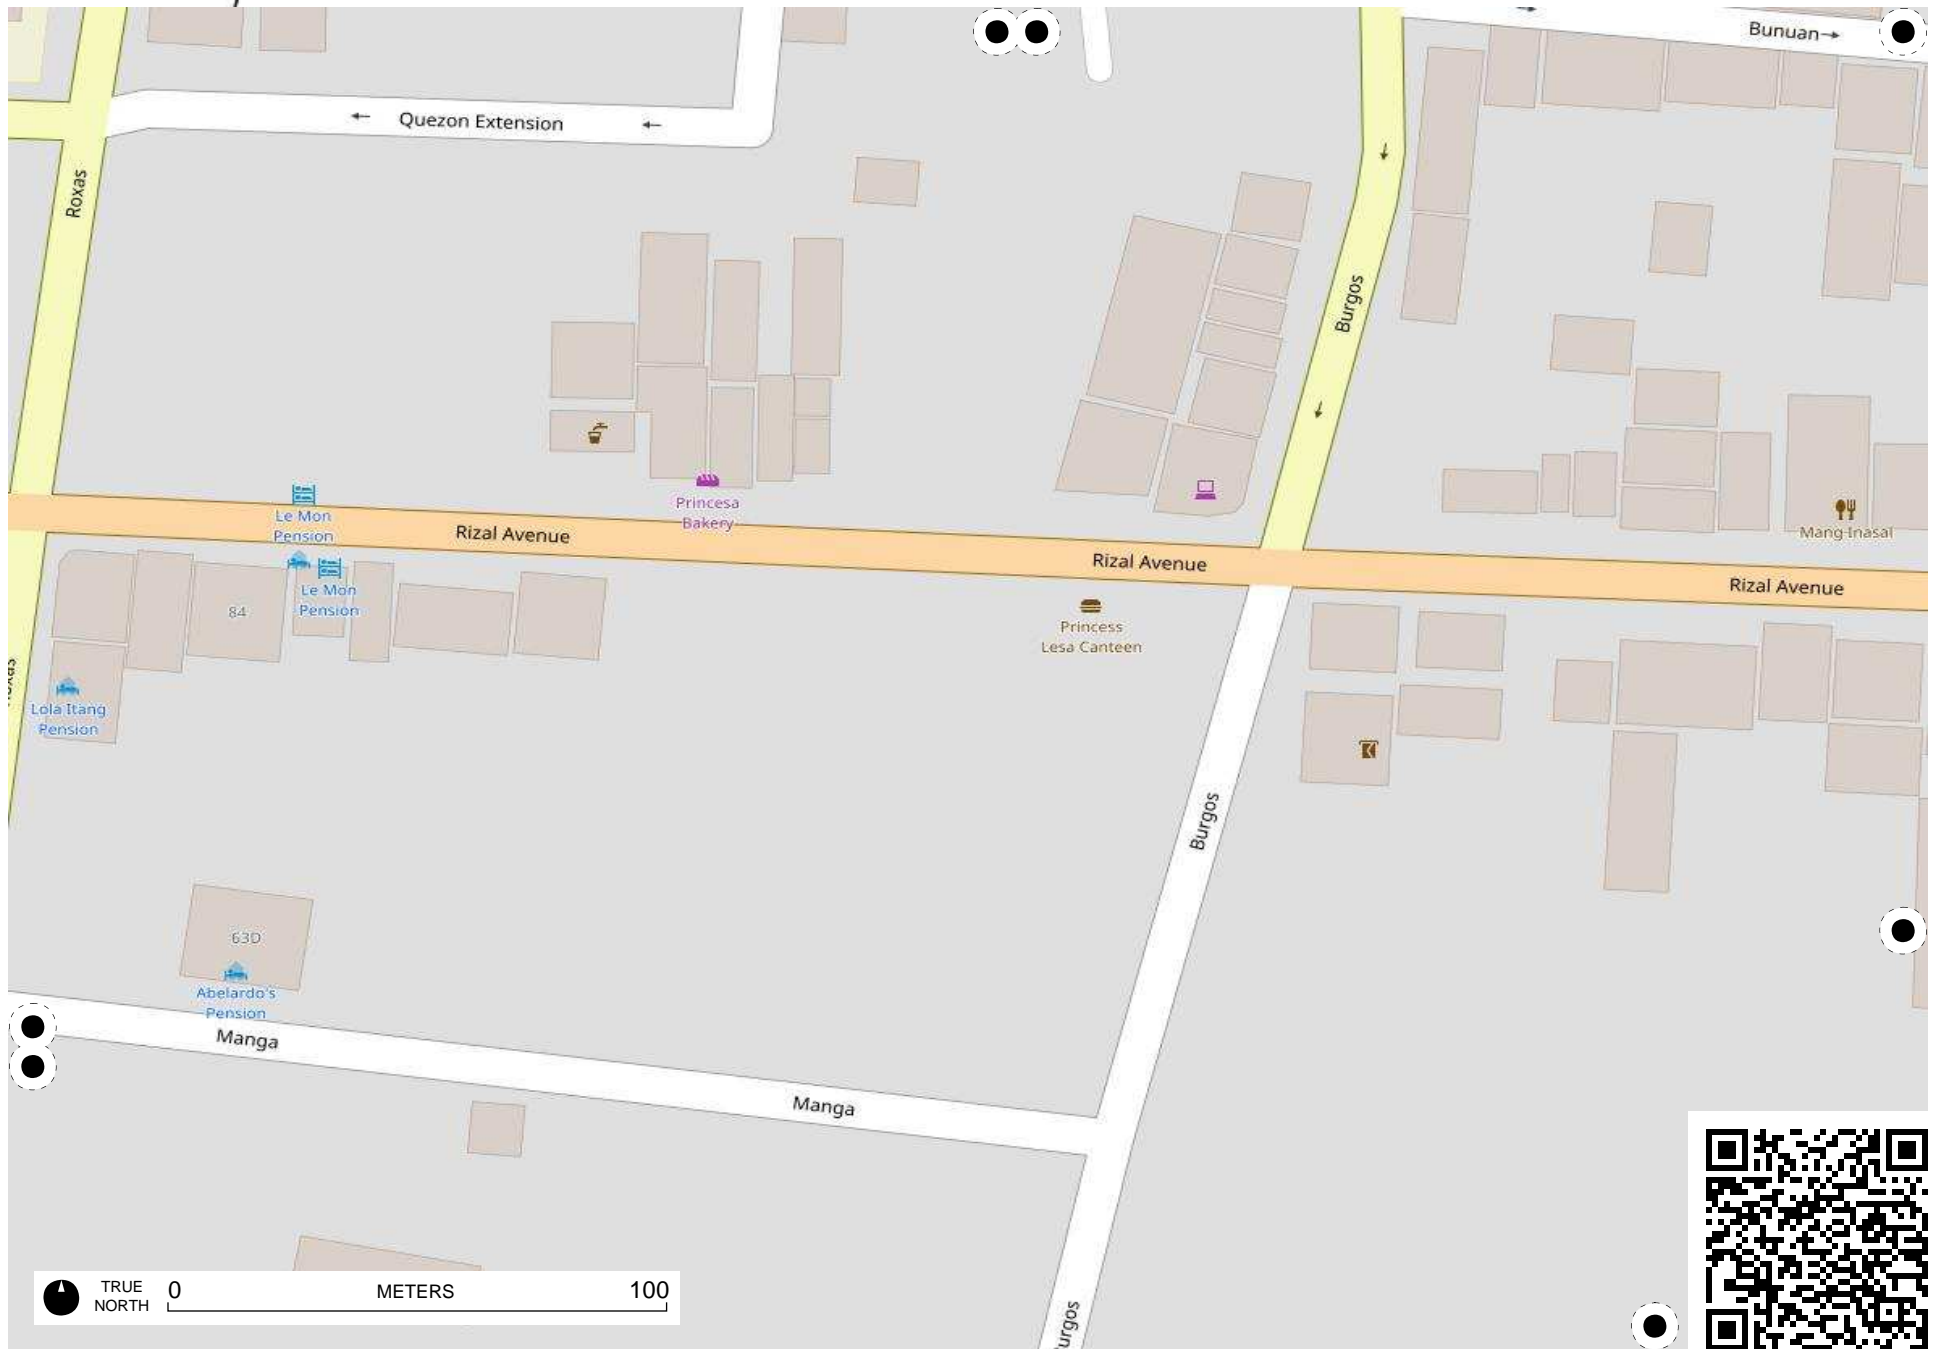 Bunuan→
Quezon Extension
Roxas
Burgos
Le Mon
Pension
Princesa
Bakery
Rizal Avenue
Rizal Avenue
Mang Inasal
Rizal Avenue
Le Mon
Pension
84
Princess
Lesa Canteen
Lola Itang
Pension
Burgos
63D
Abelardo's
Pension
Manga
Manga
TRUE
NORTH
0
METERS
100